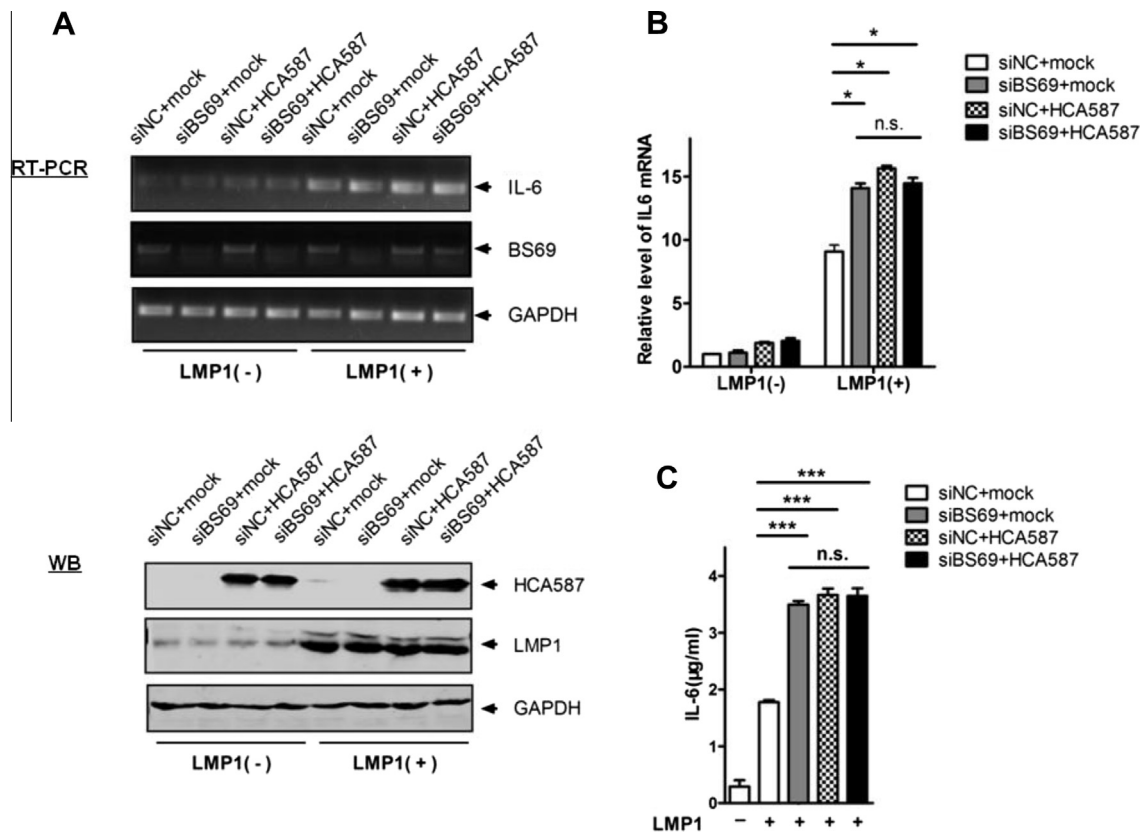 A
siNC+mock
siBS69+mock
siNC+HCA587
siBS69+HCA587
siNC+mock
siBS69+mock
siNC+HCA587
siBS69+HCA587
RT-PCR
IL-6
BS69
GAPDH
LMP1( - )
LMP1( + )
siNC+mock
siBS69+mock
siNC+HCA587
siBS69+HCA587
siNC+mock
siBS69+mock
siNC+HCA587
siBS69+HCA587
WB
HCA587
LMP1
GAPDH
LMP1( - )
LMP1( + )
B
*
*
*
n.s.
siNC+mock
siBS69+mock
siNC+HCA587
siBS69+HCA587
Relative level of IL6 mRNA
15
10
5
0
LMP1(-)
LMP1(+)
C
***
***
***
n.s.
siNC+mock
siBS69+mock
siNC+HCA587
siBS69+HCA587
IL-6(μg/ml)
4
3
2
1
0
LMP1 − + + + +